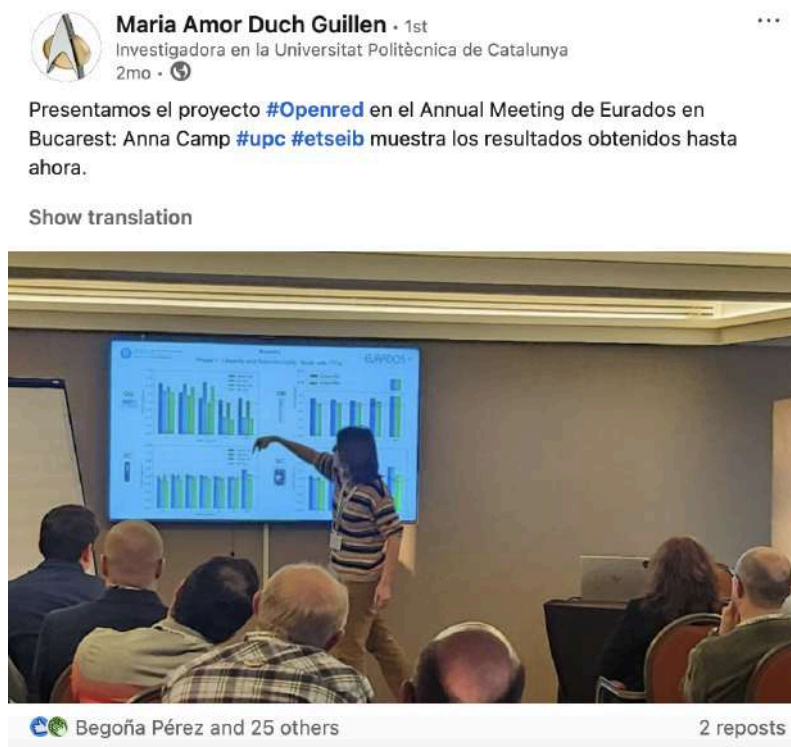 Maria Amor Duch Guillen · 1st
Investigadora en la Universitat Politècnica de Catalunya
2mo ·
Presentamos el proyecto #Openred en el Annual Meeting de Eurados en
Bucarest: Anna Camp #upc #etseib muestra los resultados obtenidos hasta
ahora.
Show translation
EURADOS
Begoña Pérez and 25 others
2 reposts